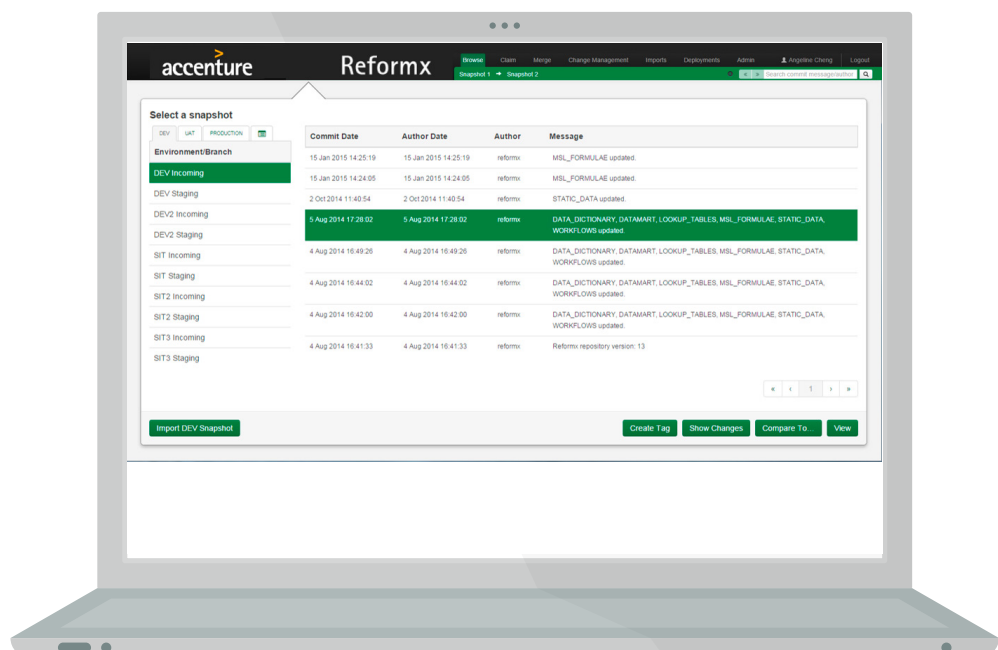 accenture
Reformx
Browse Claim Merge Change Management Imports Deployments Admin Angeline Cheng Logout
Snapshot 1 ➔ Snapshot 2 Search commit message/author
Select a snapshot
DEV UAT PRODUCTION
Environment/Branch
DEV Incoming
DEV Staging
DEV2 Incoming
DEV2 Staging
SIT Incoming
SIT Staging
SIT2 Incoming
SIT2 Staging
SIT3 Incoming
SIT3 Staging
Commit Date Author Date Author Message
15 Jan 2015 14:25:19 15 Jan 2015 14:25:19 reformx MSL_FORMULAE updated.
15 Jan 2015 14:24:05 15 Jan 2015 14:24:05 reformx MSL_FORMULAE updated.
2 Oct 2014 11:40:54 2 Oct 2014 11:40:54 reformx STATIC_DATA updated.
5 Aug 2014 17:28:02 5 Aug 2014 17:28:02 reformx DATA_DICTIONARY, DATAMART, LOOKUP_TABLES, MSL_FORMULAE, STATIC_DATA,
WORKFLOWS updated.
4 Aug 2014 16:49:26 4 Aug 2014 16:49:26 reformx DATA_DICTIONARY, DATAMART, LOOKUP_TABLES, MSL_FORMULAE, STATIC_DATA,
WORKFLOWS updated.
4 Aug 2014 16:44:02 4 Aug 2014 16:44:02 reformx DATA_DICTIONARY, DATAMART, LOOKUP_TABLES, MSL_FORMULAE, STATIC_DATA,
WORKFLOWS updated.
4 Aug 2014 16:42:00 4 Aug 2014 16:42:00 reformx DATA_DICTIONARY, DATAMART, LOOKUP_TABLES, MSL_FORMULAE, STATIC_DATA,
WORKFLOWS updated.
4 Aug 2014 16:41:33 4 Aug 2014 16:41:33 reformx Reformx repository version: 13
« ‹ 1 › »
Import DEV Snapshot Create Tag Show Changes Compare To... View